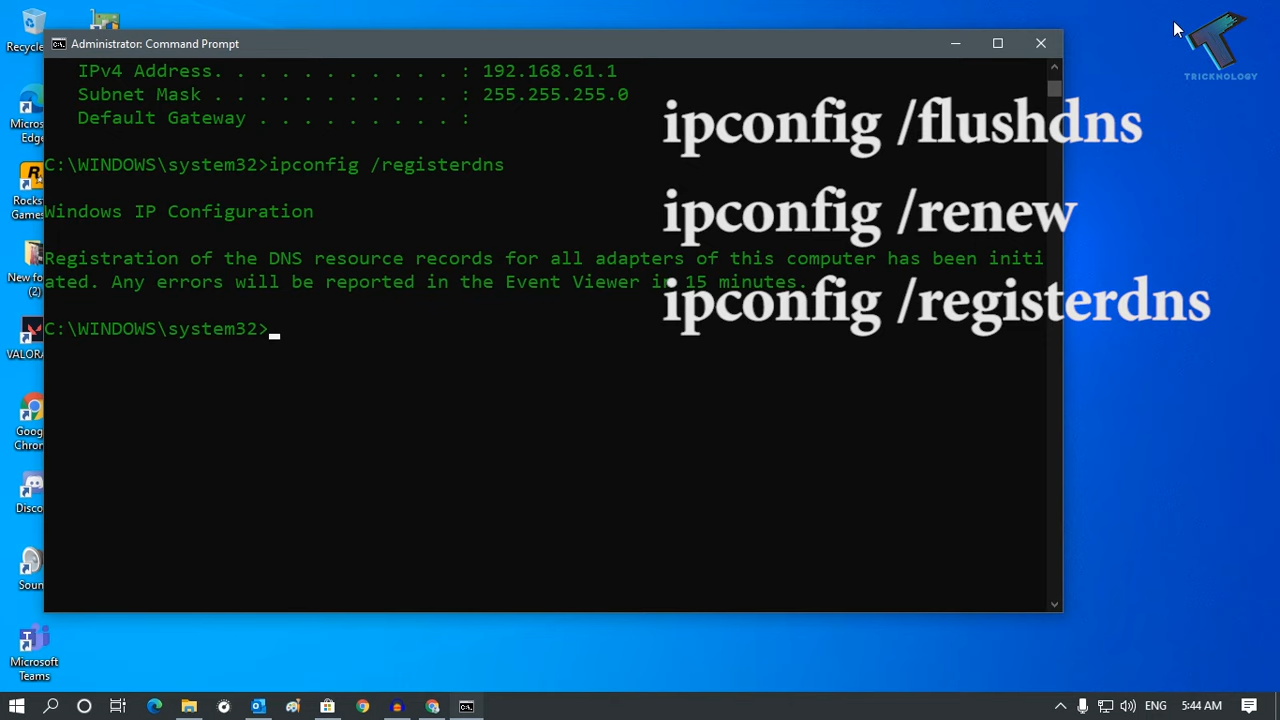 Recycle
Micros
Edge
Rocks
Games
New fo
(2)
VALORA
Goog
Chron
Disco
Soun
Microsoft
Teams
Administrator: Command Prompt
IPv4 Address. . . . . . . . . . . : 192.168.61.1
Subnet Mask . . . . . . . . . . . : 255.255.255.0
Default Gateway . . . . . . . . . :
C:\WINDOWS\system32>ipconfig /registerdns
Windows IP Configuration
Registration of the DNS resource records for all adapters of this computer has been initi
ated. Any errors will be reported in the Event Viewer in 15 minutes.
C:\WINDOWS\system32>
ipconfig /flushdns
ipconfig /renew
ipconfig /registerdns
TRICKNOLOGY
ENG
5:44 AM